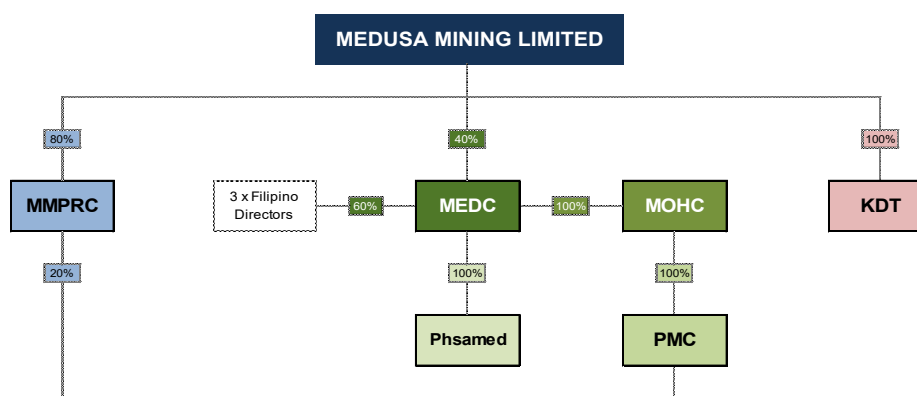 MEDUSA MINING LIMITED
80%
40%
100%
MMPRC
3 x Filipino
Directors
60%
MEDC
100%
MOHC
KDT
20%
100%
100%
Phsamed
PMC